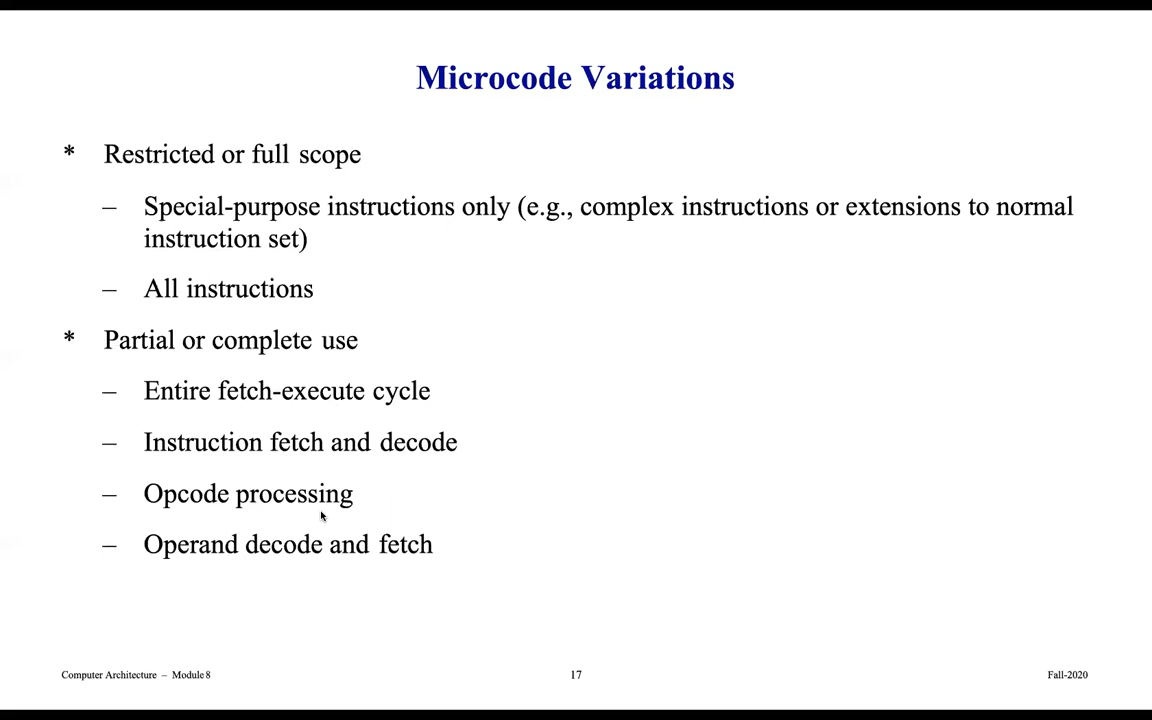 Microcode Variations
* Restricted or full scope
– Special-purpose instructions only (e.g., complex instructions or extensions to normal
instruction set)
– All instructions
* Partial or complete use
– Entire fetch-execute cycle
– Instruction fetch and decode
– Opcode processing
– Operand decode and fetch
Computer Architecture – Module 8 17 Fall-2020